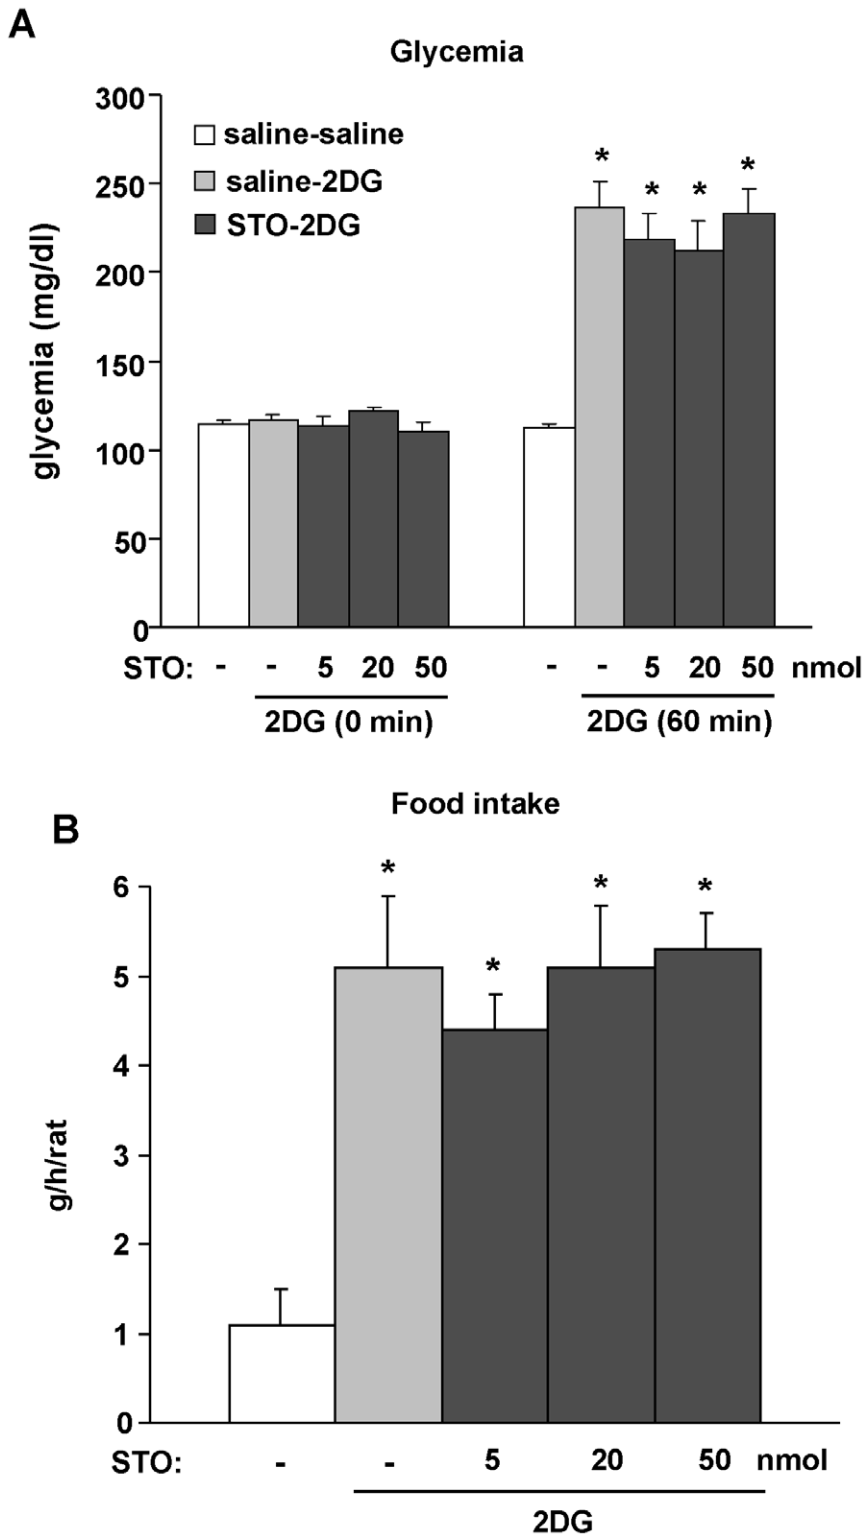 A
Glycemia
300
250
200
150
100
50
0
glycemia (mg/dl)
saline-saline
saline-2DG
STO-2DG
*
* * *
STO: - - 5 20 50 - - 5 20 50 nmol
2DG (0 min) 2DG (60 min)
B
Food intake
6
5
4
3
2
1
0
g/h/rat
*
*
* *
STO: - - 5 20 50 nmol
2DG